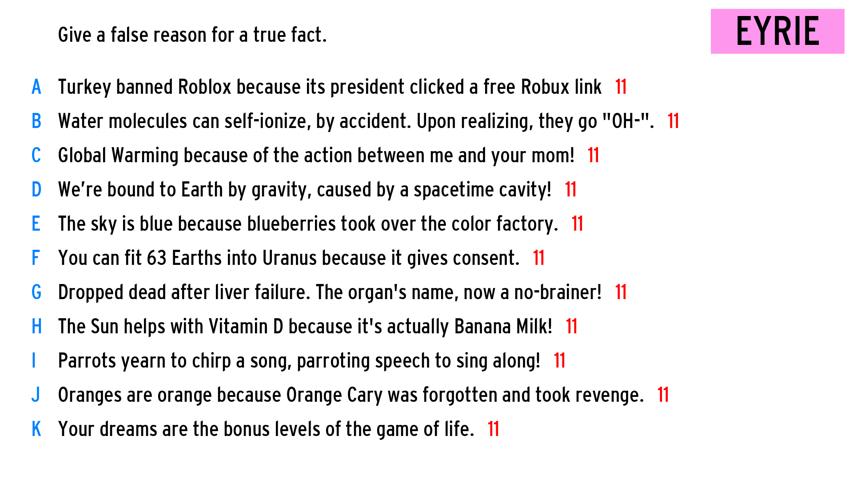 Give a false reason for a true fact.
EYRIE
A Turkey banned Roblox because its president clicked a free Robux link 11
B Water molecules can self-ionize, by accident. Upon realizing, they go "OH-". 11
C Global Warming because of the action between me and your mom! 11
D We're bound to Earth by gravity, caused by a spacetime cavity! 11
E The sky is blue because blueberries took over the color factory. 11
F You can fit 63 Earths into Uranus because it gives consent. 11
G Dropped dead after liver failure. The organ's name, now a no-brainer! 11
H The Sun helps with Vitamin D because it's actually Banana Milk! 11
I Parrots yearn to chirp a song, parroting speech to sing along! 11
J Oranges are orange because Orange Cary was forgotten and took revenge. 11
K Your dreams are the bonus levels of the game of life. 11